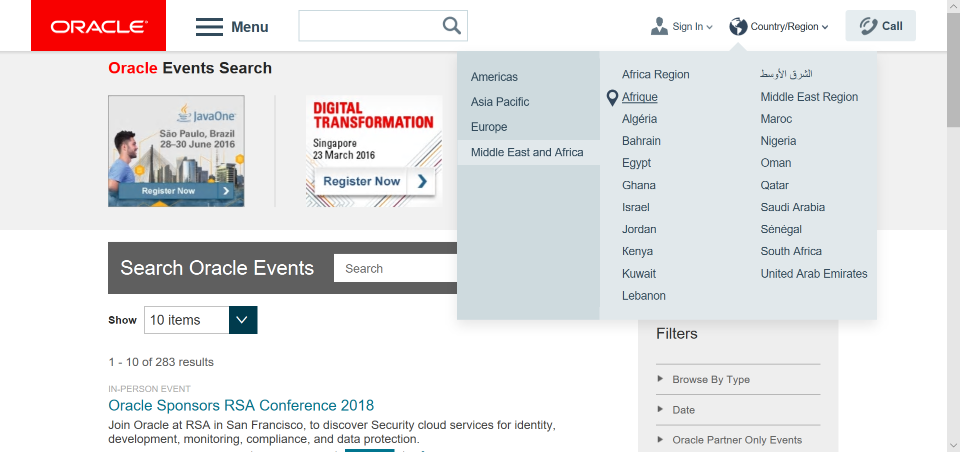 ORACLE
Menu
Sign In
Country/Region
Call
Oracle Events Search
JavaOne
São Paulo, Brazil
28–30 June 2016
Register Now
DIGITAL
TRANSFORMATION
Singapore
23 March 2016
Register Now
Americas
Asia Pacific
Europe
Middle East and Africa
Africa Region
Afrique
Algéria
Bahrain
Egypt
Ghana
Israel
Jordan
Kenya
Kuwait
Lebanon
الشرق الأوسط
Middle East Region
Maroc
Nigeria
Oman
Qatar
Saudi Arabia
Sénégal
South Africa
United Arab Emirates
Search Oracle Events
Search
Show
10 items
1 - 10 of 283 results
IN-PERSON EVENT
Oracle Sponsors RSA Conference 2018
Join Oracle at RSA in San Francisco, to discover Security cloud services for identity,
development, monitoring, compliance, and data protection.
Filters
Browse By Type
Date
Oracle Partner Only Events